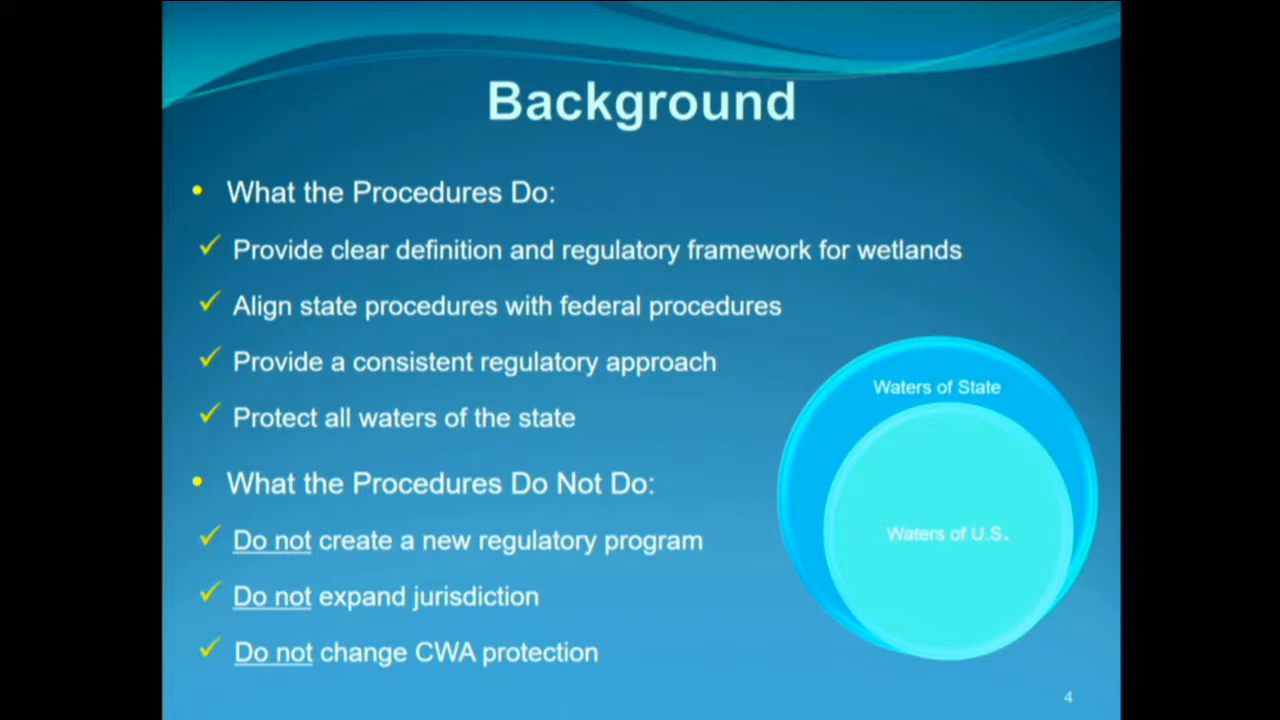 Background
What the Procedures Do:
Provide clear definition and regulatory framework for wetlands
Align state procedures with federal procedures
Provide a consistent regulatory approach
Protect all waters of the state
What the Procedures Do Not Do:
Do not create a new regulatory program
Do not expand jurisdiction
Do not change CWA protection
Waters of State
Waters of U.S.
4